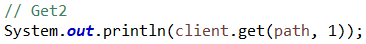 // Get2
System.out.println(client.get(path, 1));